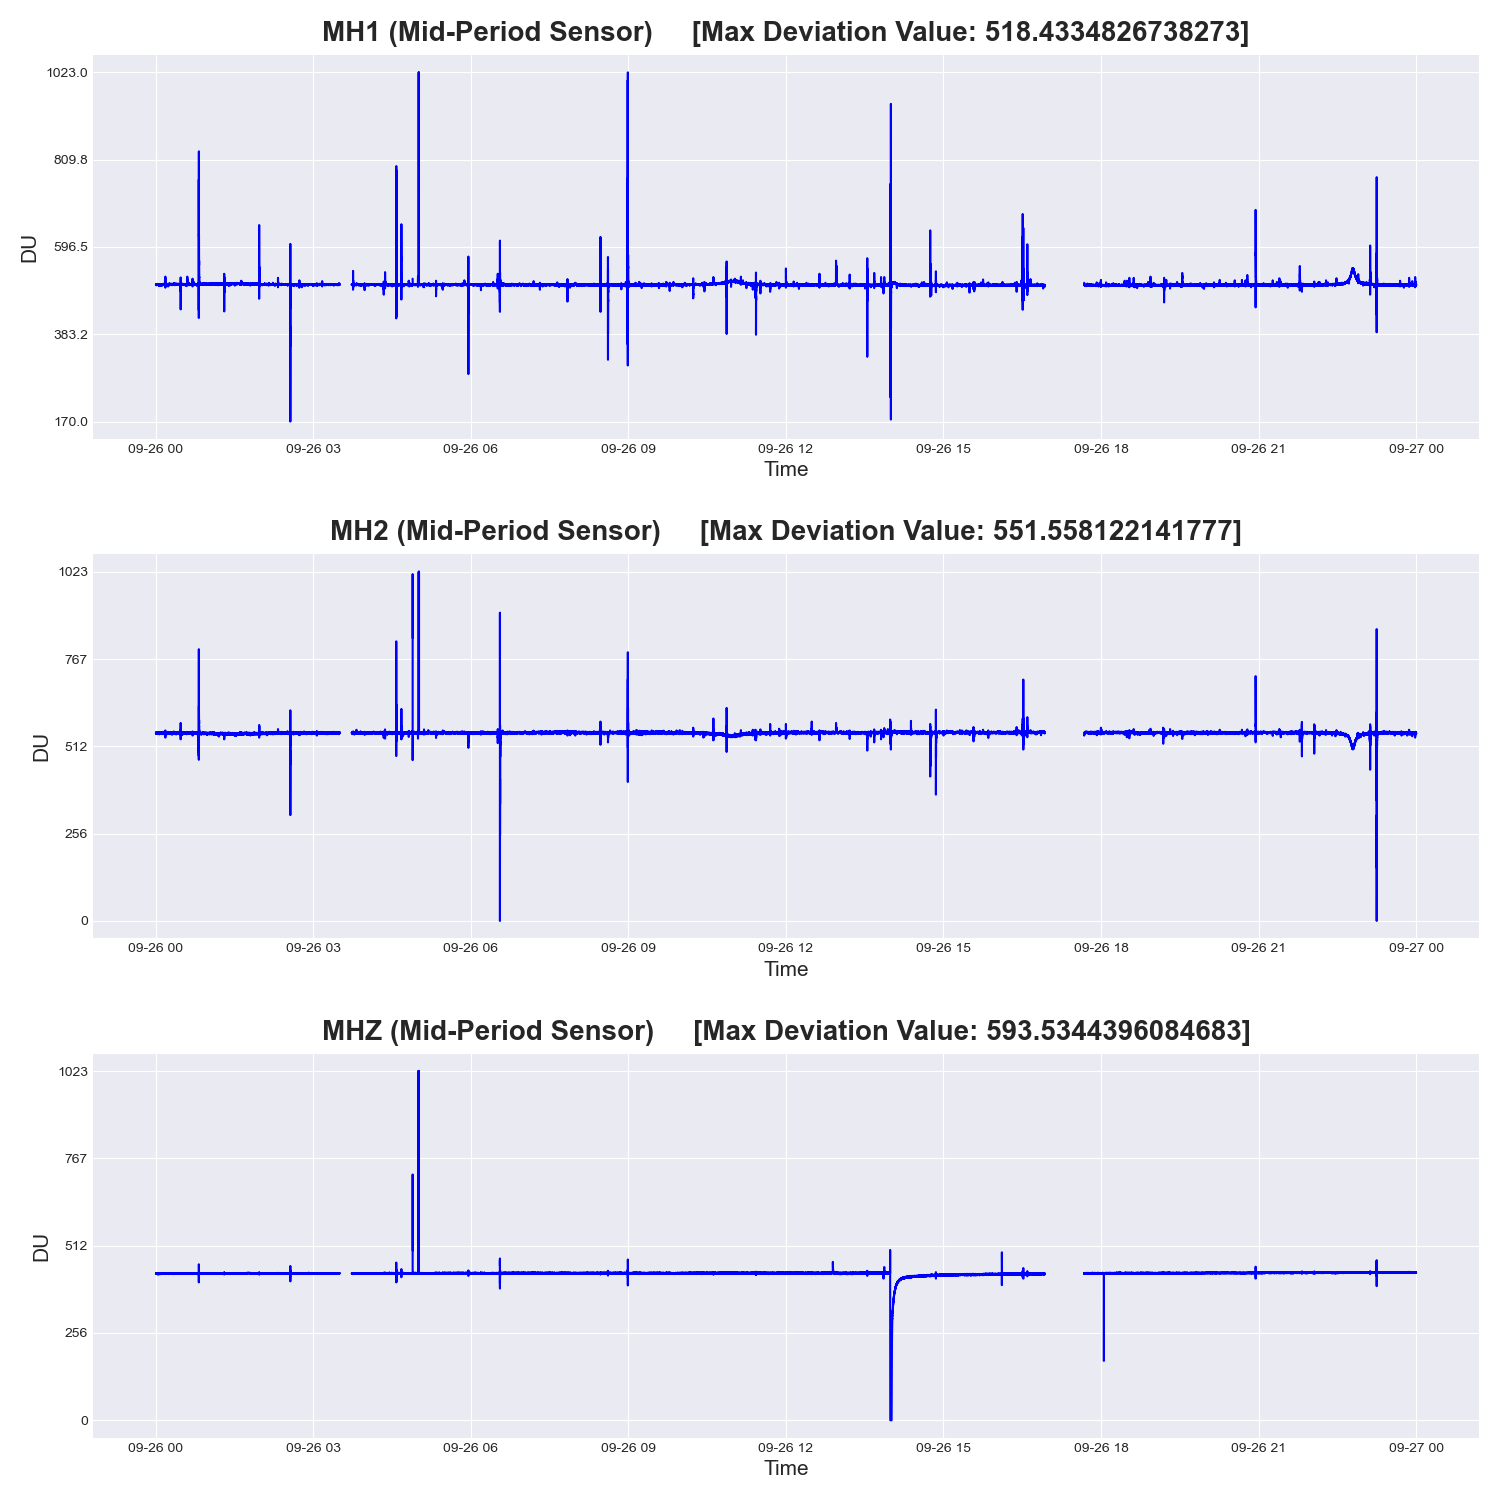 MH1 (Mid-Period Sensor) [Max Deviation Value: 518.4334826738273]
1023.0
809.8
596.5
383.2
170.0
DU
09-26 00 09-26 03 09-26 06 09-26 09 09-26 12 09-26 15 09-26 18 09-26 21 09-27 00
Time
MH2 (Mid-Period Sensor) [Max Deviation Value: 551.558122141777]
1023
767
512
256
0
DU
09-26 00 09-26 03 09-26 06 09-26 09 09-26 12 09-26 15 09-26 18 09-26 21 09-27 00
Time
MHZ (Mid-Period Sensor) [Max Deviation Value: 593.5344396084683]
1023
767
512
256
0
DU
09-26 00 09-26 03 09-26 06 09-26 09 09-26 12 09-26 15 09-26 18 09-26 21 09-27 00
Time